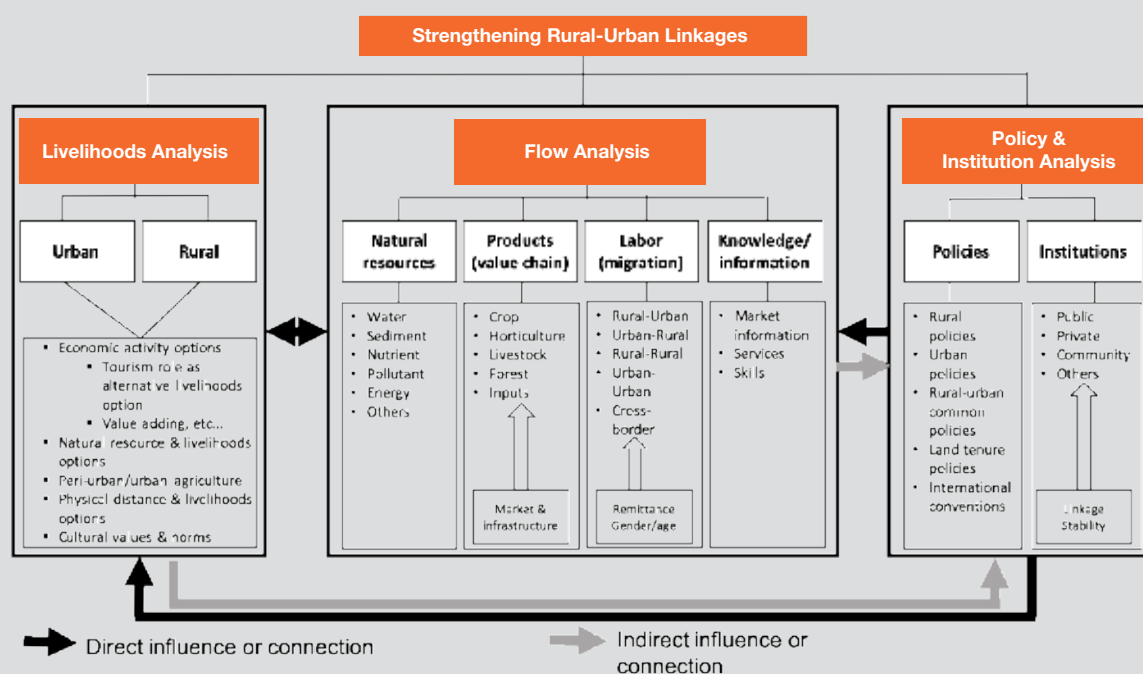 Strengthening Rural-Urban Linkages
Livelihoods Analysis
Urban
Rural
• Economic activity options
▪ Tourism role as
alternative livelihoods
option
▪ Value adding, etc...
▪ Natural resource & livelihoods
options
▪ Peri-urban/urban agriculture
▪ Physical distance & livelihoods
options
▪ Cultural values & norms
Flow Analysis
Natural
resources
• Water
• Sediment
• Nutrient
• Pollutant
• Energy
• Others
Products
(value chain)
• Crop
• Horticulture
• Livestock
• Forest
• Inputs
Market &
infrastructure
Labor
(migration)
• Rural-Urban
• Urban-Rural
• Rural-Rural
• Urban-
Urban
• Cross-
border
Remittance
Gender/age
Knowledge/
information
• Market
information
• Services
• Skills
Policy &
Institution Analysis
Policies
• Rural
policies
• Urban
policies
• Rural-urban
common
policies
• Land tenure
policies
• International
conventions
Institutions
• Public
• Private
• Community
• Others
Linkage
Stability
Direct influence or connection
Indirect influence or
connection